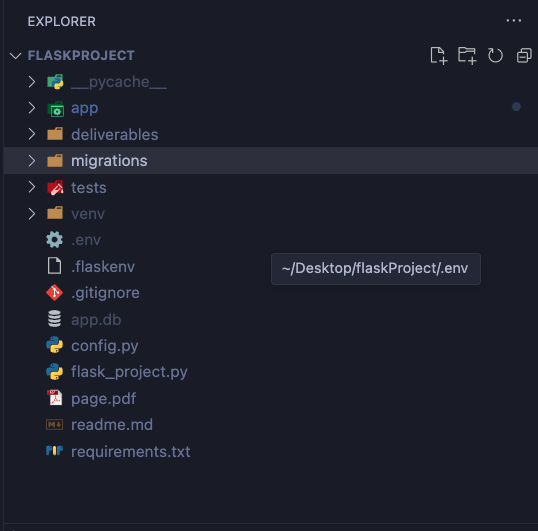 EXPLORER
FLASKPROJECT
__pycache__
app
deliverables
migrations
tests
venv
.env
.flaskenv
~/Desktop/flaskProject/.env
.gitignore
app.db
config.py
flask_project.py
page.pdf
readme.md
requirements.txt